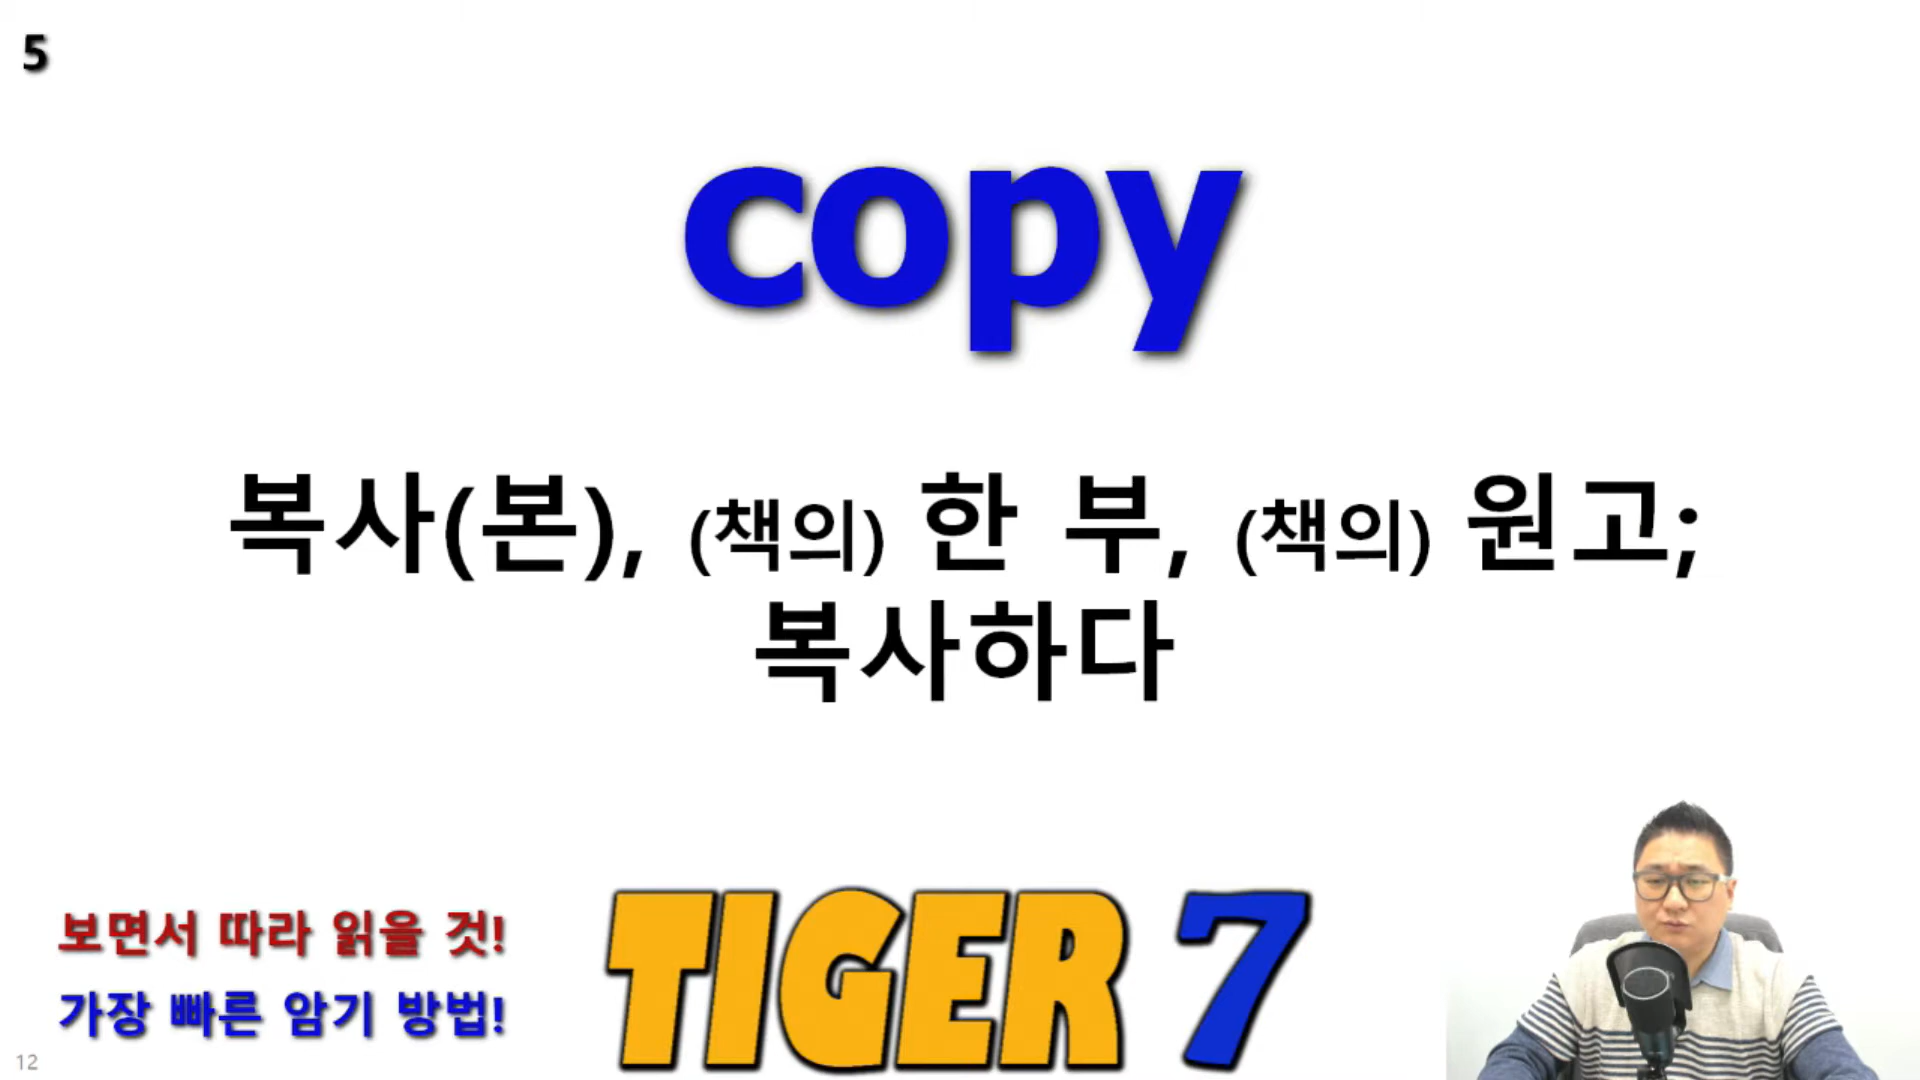 5
copy
복사(본), (책의) 한 부, (책의) 원고;
복사하다
보면서 따라 읽을 것!
가장 빠른 암기 방법!
TIGER 7
12